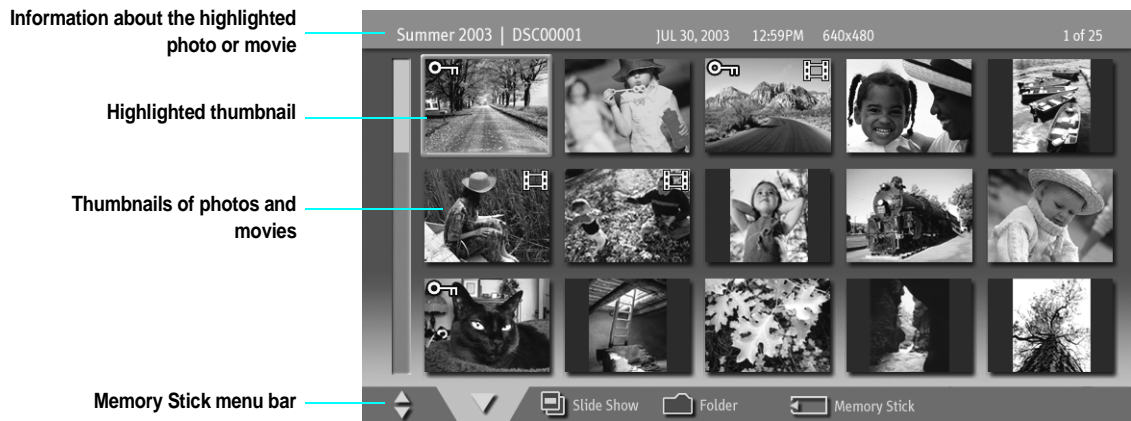 Information about the highlighted
photo or movie
Summer 2003 | DSC00001 JUL 30, 2003 12:59PM 640x480 1 of 25
Highlighted thumbnail
Thumbnails of photos and
movies
Memory Stick menu bar
Slide Show Folder Memory Stick